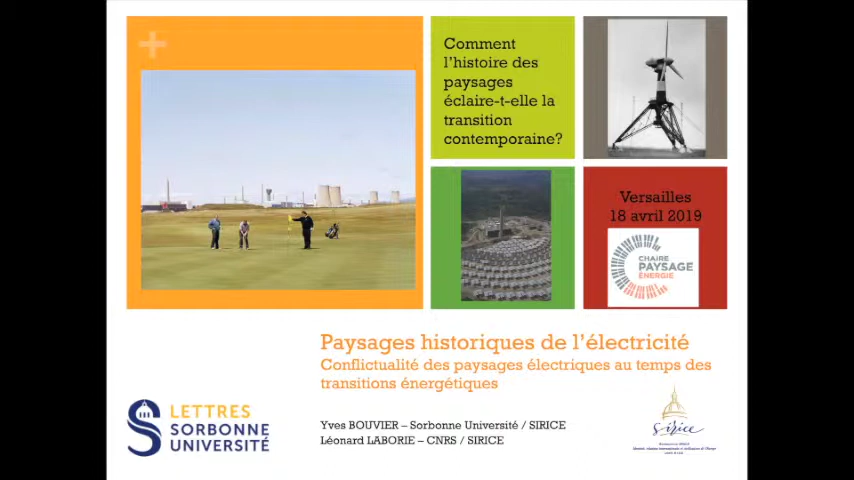 Comment
l'histoire des
paysages
éclaire-t-elle la
transition
contemporaine?
Versailles
18 avril 2019
CHAIRE
PAYSAGE
ÉNERGIE
Paysages historiques de l'électricité
Conflictualité des paysages électriques au temps des
transitions énergétiques
Yves BOUVIER – Sorbonne Université / SIRICE
Léonard LABORIE – CNRS / SIRICE
LETTRES
SORBONNE
UNIVERSITÉ
sirice